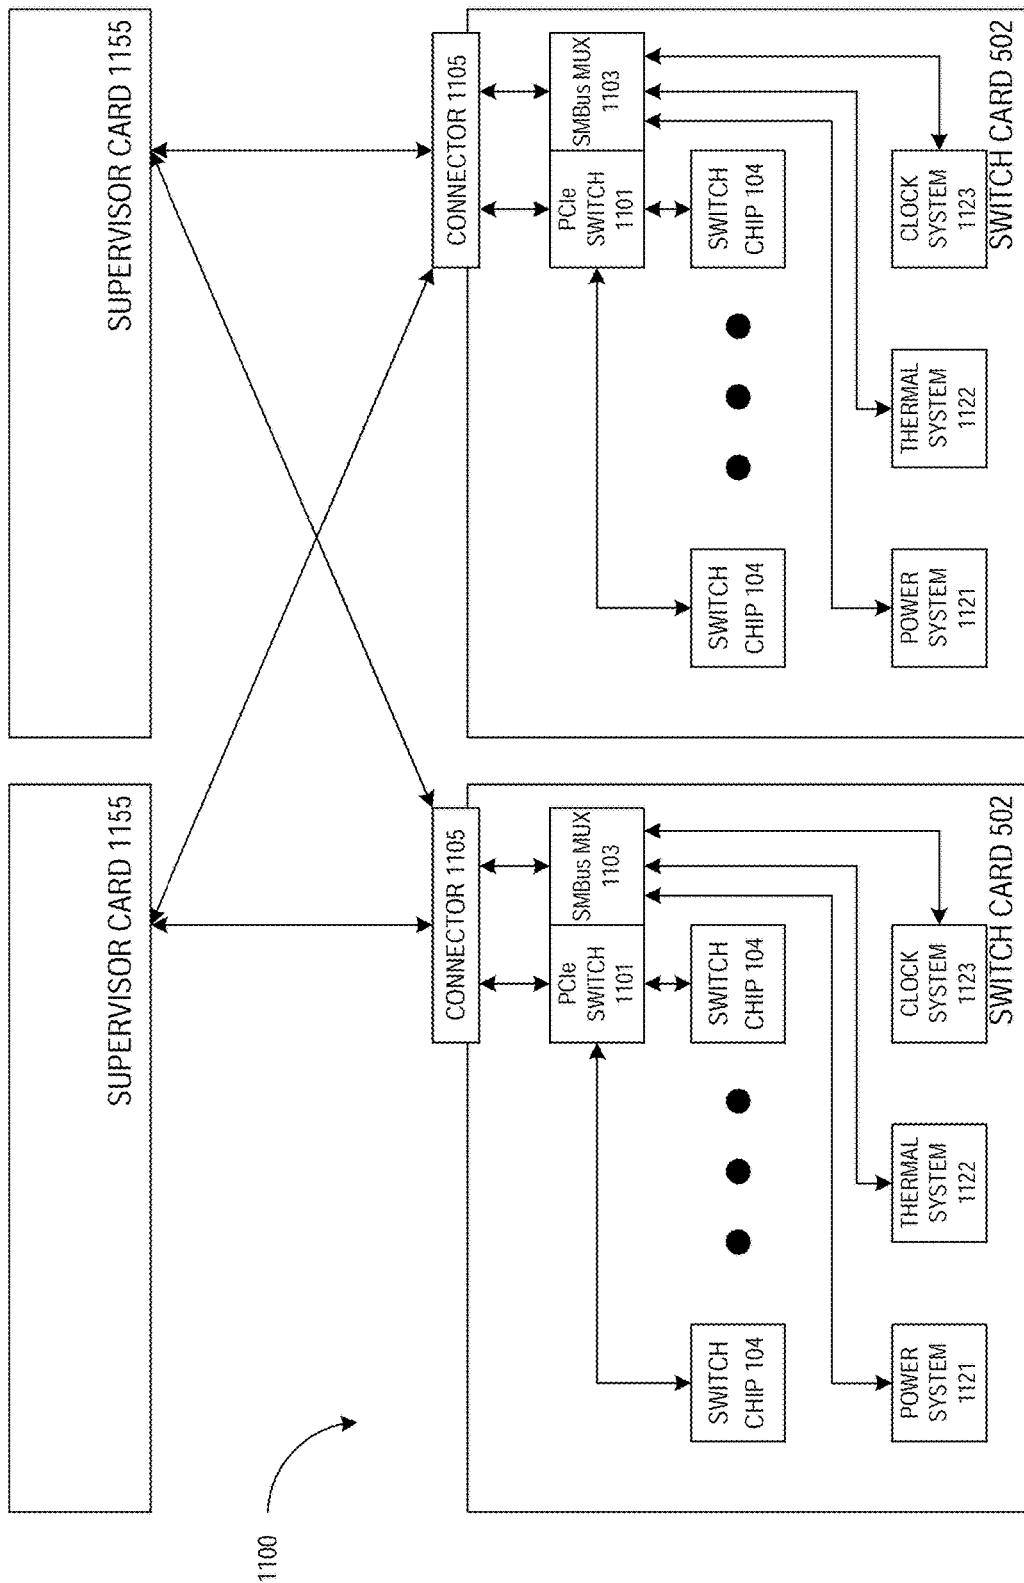 1100
SUPERVISOR CARD 1155
SUPERVISOR CARD 1155
CONNECTOR 1105
CONNECTOR 1105
PCIe
SWITCH
1101
SMBus MUX
1103
PCIe
SWITCH
1101
SMBus MUX
1103
SWITCH
CHIP 104
SWITCH
CHIP 104
SWITCH
CHIP 104
SWITCH
CHIP 104
POWER
SYSTEM
1121
THERMAL
SYSTEM
1122
CLOCK
SYSTEM
1123
POWER
SYSTEM
1121
THERMAL
SYSTEM
1122
CLOCK
SYSTEM
1123
SWITCH CARD 502
SWITCH CARD 502